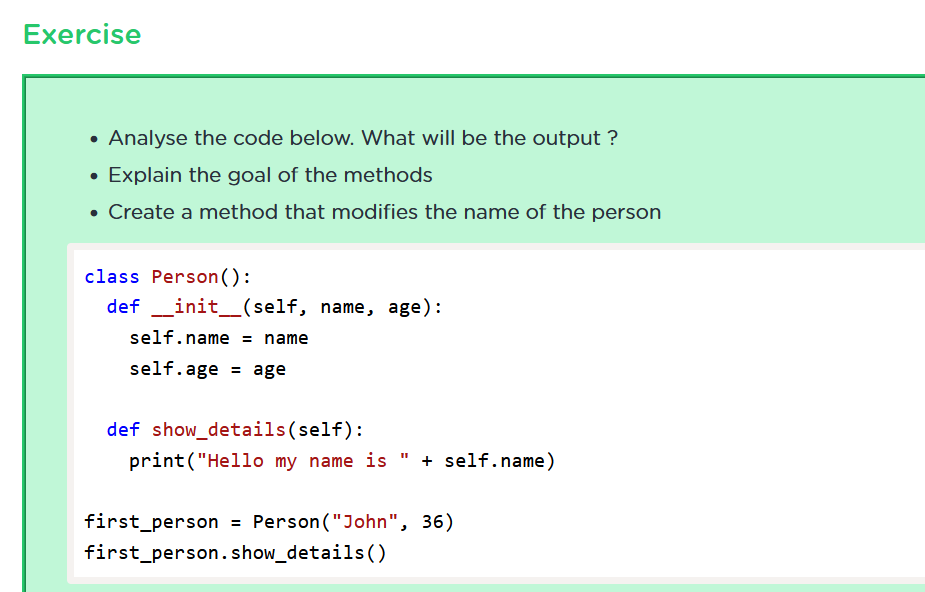 Exercise
• Analyse the code below. What will be the output ?
• Explain the goal of the methods
• Create a method that modifies the name of the person
class Person():
  def __init__(self, name, age):
    self.name = name
    self.age = age

  def show_details(self):
    print("Hello my name is " + self.name)

first_person = Person("John", 36)
first_person.show_details()